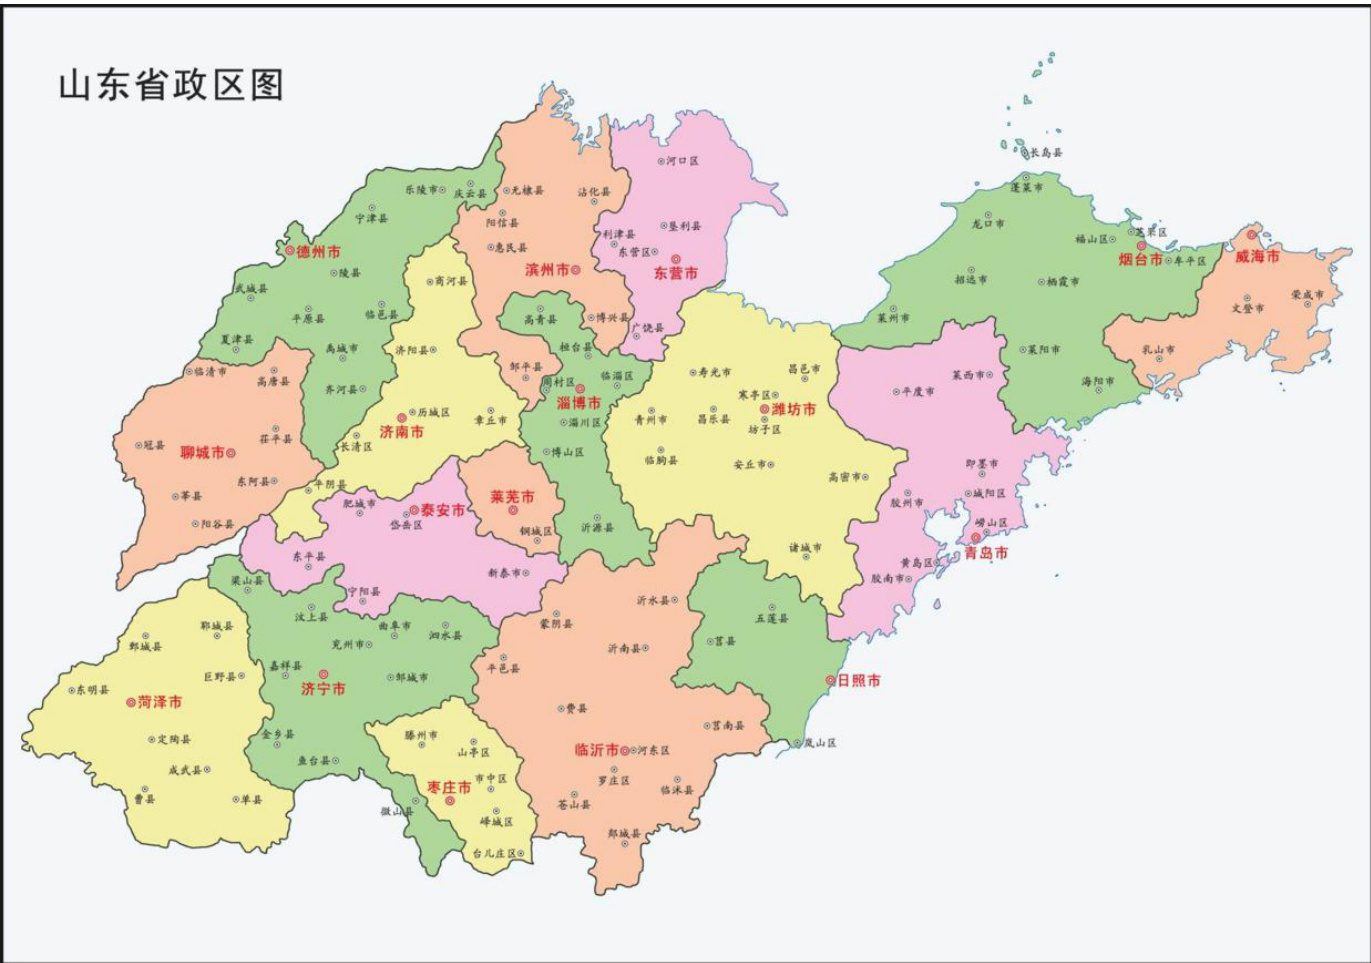 山东省政区图
长岛县
蓬莱市
河口区
乐陵市
庆云县
无棣县
沾化县
宁津县
阳信县
利津县
垦利县
龙口市
福山区
芝罘区
德州市
惠民县
东营区
滨州市
东营市
烟台市
牟平区
威海市
陵县
商河县
招远市
栖霞市
荣成市
武城县
文登市
平原县
临邑县
高青县
博兴县
广饶县
莱州市
夏津县
禹城市
济阳县
桓台县
莱阳市
乳山市
临清市
高唐县
邹平县
周村区
临淄区
寿光市
昌邑市
莱西市
海阳市
齐河县
淄博市
寒亭区
平度市
历城区
章丘市
淄川区
青州市
昌乐县
潍坊市
坊子区
济南市
茌平县
冠县
聊城市
长清区
博山区
临朐县
安丘市
即墨市
高密市
东阿县
平阴县
莘县
肥城市
泰安市
岱岳区
莱芜市
胶州市
城阳区
阳谷县
钢城区
沂源县
崂山区
青岛市
诸城市
东平县
黄岛区
胶南市
新泰市
梁山县
宁阳县
沂水县
汶上县
五莲县
郓城县
曲阜市
泗水县
蒙阴县
鄄城县
兖州市
沂南县
莒县
嘉祥县
平邑县
巨野县
济宁市
邹城市
日照市
东明县
菏泽市
费县
莒南县
定陶县
金乡县
滕州市
山亭区
岚山区
临沂市
河东区
鱼台县
成武县
市中区
罗庄区
枣庄市
临沭县
曹县
单县
微山县
苍山县
峄城区
郯城县
台儿庄区